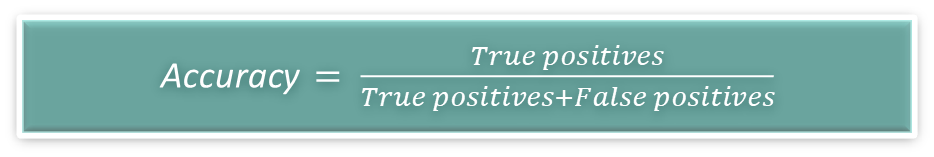 Accuracy = True positives / True positives+False positives